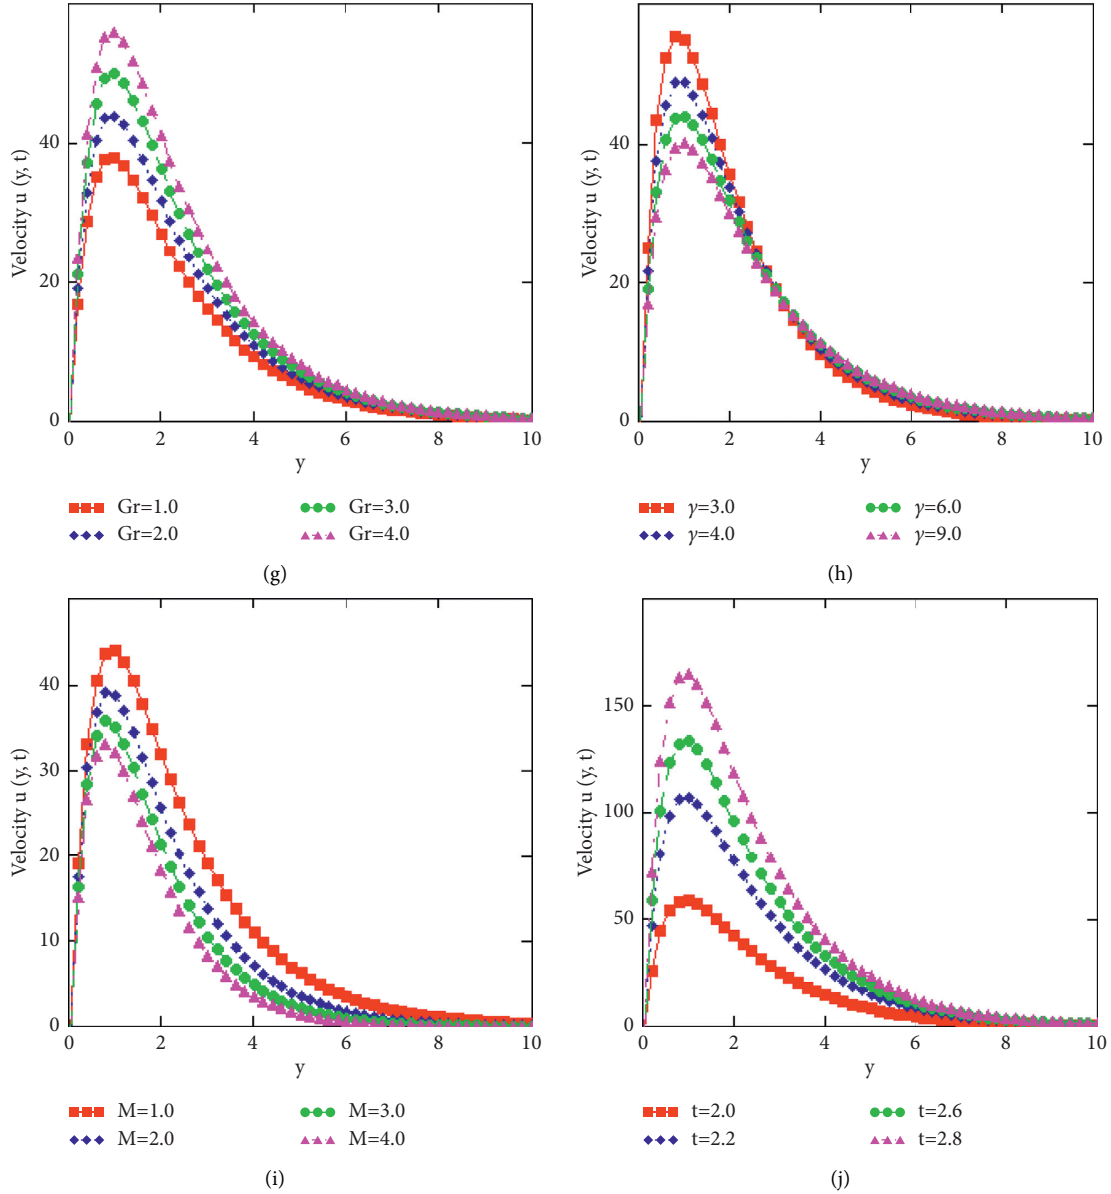 Velocity u (y, t)
40
20
0
0 2 4 6 8 10
y
Gr=1.0 Gr=3.0
Gr=2.0 Gr=4.0
(g)
Velocity u (y, t)
40
20
0
0 2 4 6 8 10
y
γ=3.0 γ=6.0
γ=4.0 γ=9.0
(h)
Velocity u (y, t)
40
30
20
10
0
0 2 4 6 8 10
y
M=1.0 M=3.0
M=2.0 M=4.0
(i)
Velocity u (y, t)
150
100
50
0
0 2 4 6 8 10
y
t=2.0 t=2.6
t=2.2 t=2.8
(j)